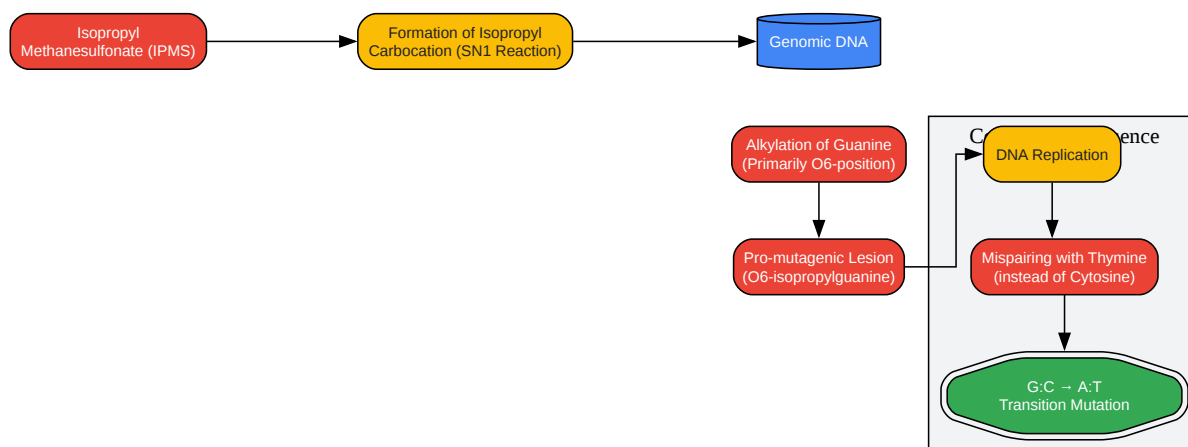 Isopropyl
Methanesulfonate (IPMS)
Formation of Isopropyl
Carbocation (SN1 Reaction)
Genomic DNA
Alkylation of Guanine
(Primarily O6-position)
DNA Replication
Pro-mutagenic Lesion
(O6-isopropylguanine)
Mispairing with Thymine
(instead of Cytosine)
G:C → A:T
Transition Mutation